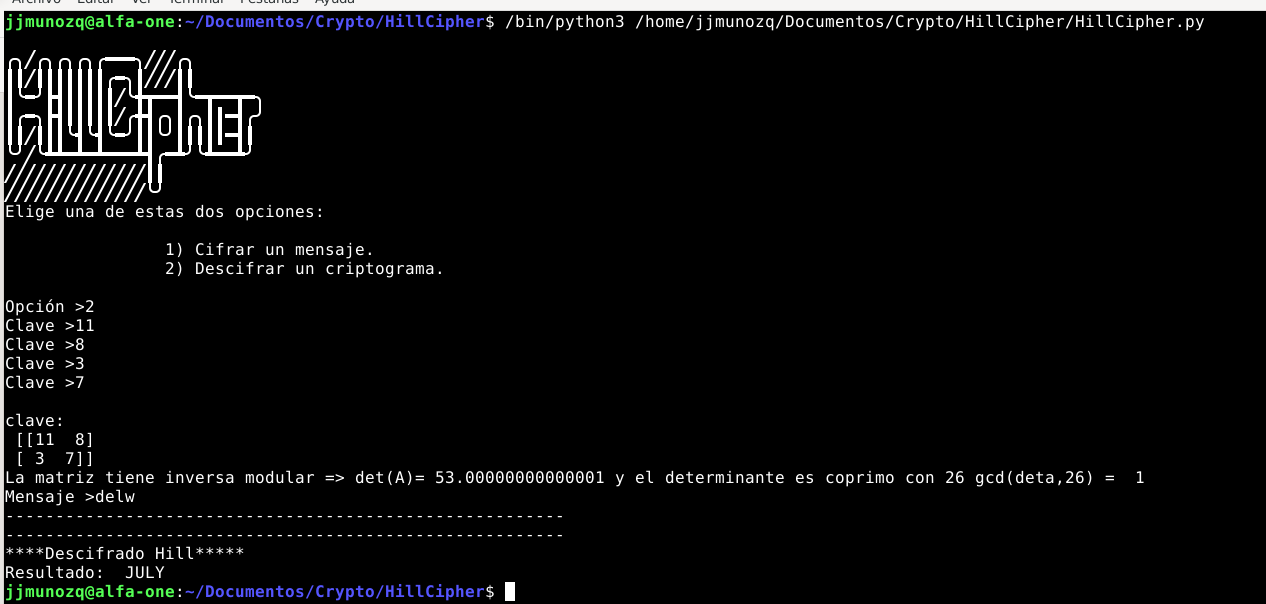 Archivo Editar Ver Terminal Pestañas Ayuda
jjmunozq@alfa-one:~/Documentos/Crypto/HillCipher$ /bin/python3 /home/jjmunozq/Documentos/Crypto/HillCipher/HillCipher.py
HillCipher
Elige una de estas dos opciones:
1) Cifrar un mensaje.
2) Descifrar un criptograma.
Opción >2
Clave >11
Clave >8
Clave >3
Clave >7
clave:
[[11  8]
[ 3  7]]
La matriz tiene inversa modular => det(A)= 53.00000000000001 y el determinante es coprimo con 26 gcd(deta,26) =  1
Mensaje >delw
--------------------------------------------------------
--------------------------------------------------------
****Descifrado Hill*****
Resultado:  JULY
jjmunozq@alfa-one:~/Documentos/Crypto/HillCipher$